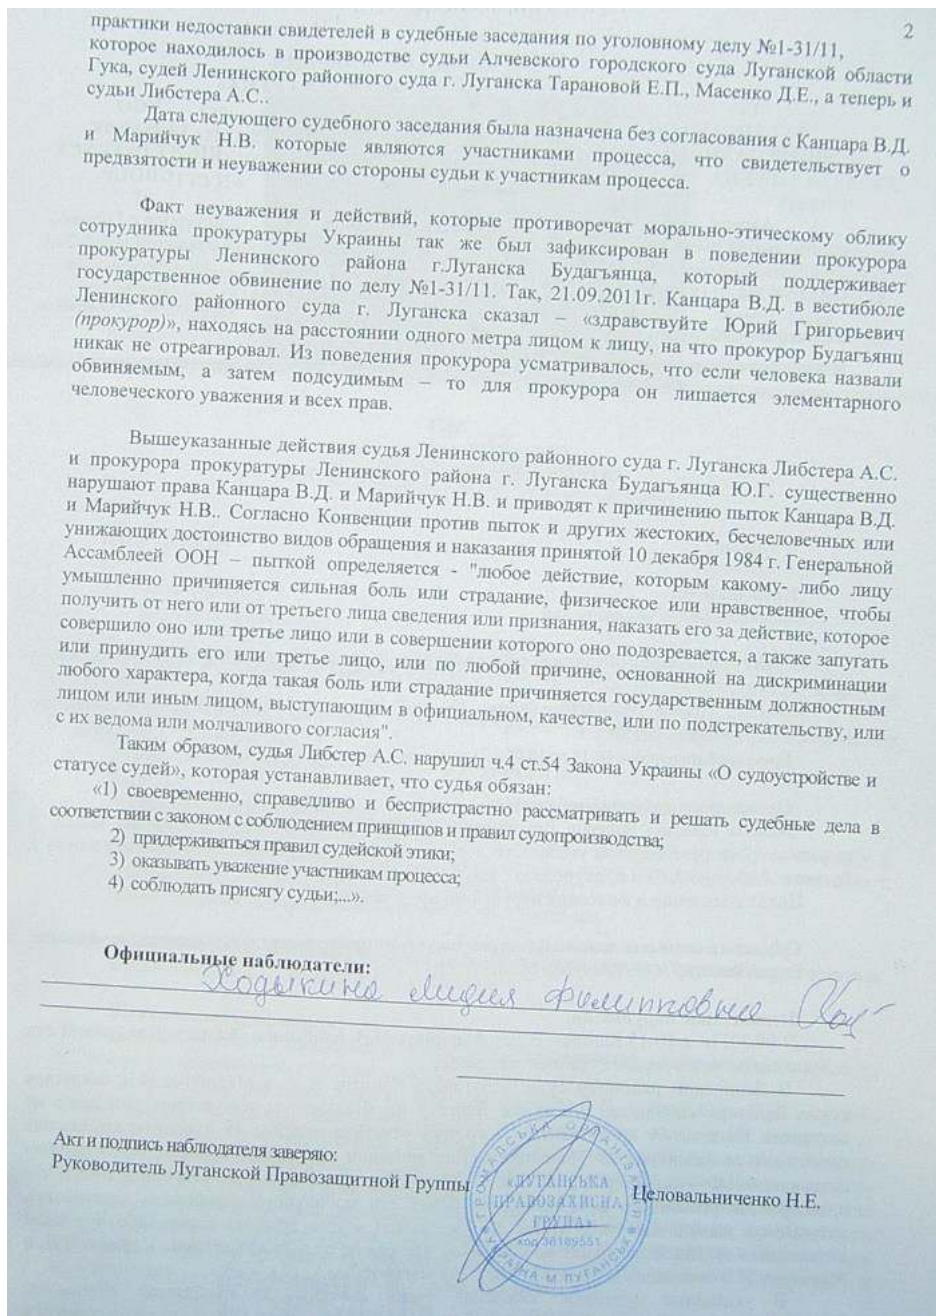 2
практики недоставки свидетелей в судебные заседания по уголовному делу №1-31/11,
которое находилось в производстве судьи Алчевского городского суда Луганской области
Гука, судей Ленинского районного суда г. Луганска Тарановой Е.П., Масенко Д.Е., а теперь и
судьи Либстера А.С..
Дата следующего судебного заседания была назначена без согласования с Канцара В.Д.
и Марийчук Н.В. которые являются участниками процесса, что свидетельствует о
предвзятости и неуважении со стороны судьи к участникам процесса.
Факт неуважения и действий, которые противоречат морально-этическому облику
сотрудника прокуратуры Украины так же был зафиксирован в поведении прокурора
прокуратуры Ленинского района г.Луганска Будагъянца, который поддерживает
государственное обвинение по делу №1-31/11. Так, 21.09.2011г. Канцара В.Д. в вестибюле
Ленинского районного суда г. Луганска сказал – «здравствуйте Юрий Григорьевич
(прокурор)», находясь на расстоянии одного метра лицом к лицу, на что прокурор Будагъянц
никак не отреагировал. Из поведения прокурора усматривалось, что если человека назвали
обвиняемым, а затем подсудимым – то для прокурора он лишается элементарного
человеческого уважения и всех прав.
Вышеуказанные действия судья Ленинского районного суда г. Луганска Либстера А.С.
и прокурора прокуратуры Ленинского района г. Луганска Будагъянца Ю.Г. существенно
нарушают права Канцара В.Д. и Марийчук Н.В. и приводят к причинению пыток Канцара В.Д.
и Марийчук Н.В.. Согласно Конвенции против пыток и других жестоких, бесчеловечных или
унижающих достоинство видов обращения и наказания принятой 10 декабря 1984 г. Генеральной
Ассамблеей ООН – пыткой определяется - "любое действие, которым какому- либо лицу
умышленно причиняется сильная боль или страдание, физическое или нравственное, чтобы
получить от него или от третьего лица сведения или признания, наказать его за действие, которое
совершило оно или третье лицо или в совершении которого оно подозревается, а также запугать
или принудить его или третье лицо, или по любой причине, основанной на дискриминации
любого характера, когда такая боль или страдание причиняется государственным должностным
лицом или иным лицом, выступающим в официальном, качестве, или по подстрекательству, или
с их ведома или молчаливого согласия".
Таким образом, судья Либстер А.С. нарушил ч.4 ст.54 Закона Украины «О судоустройстве и
статусе судей», которая устанавливает, что судья обязан:
«1) своевременно, справедливо и беспристрастно рассматривать и решать судебные дела в
соответствии с законом с соблюдением принципов и правил судопроизводства;
2) придерживаться правил судейской этики;
3) оказывать уважение участникам процесса;
4) соблюдать присягу судьи;...».
Официальные наблюдатели:
Ходыкина Лидия Филипповна
Акт и подпись наблюдателя заверяю:
Руководитель Луганской Правозащитной Группы
Целовальниченко Н.Е.
ГРОМАДСЬКА ОРГАНІЗАЦІЯ
«ЛУГАНСЬКА
ПРАВОЗАХИСНА
ГРУПА»
код 36189551
УКРАЇНА М.ЛУГАНСЬК